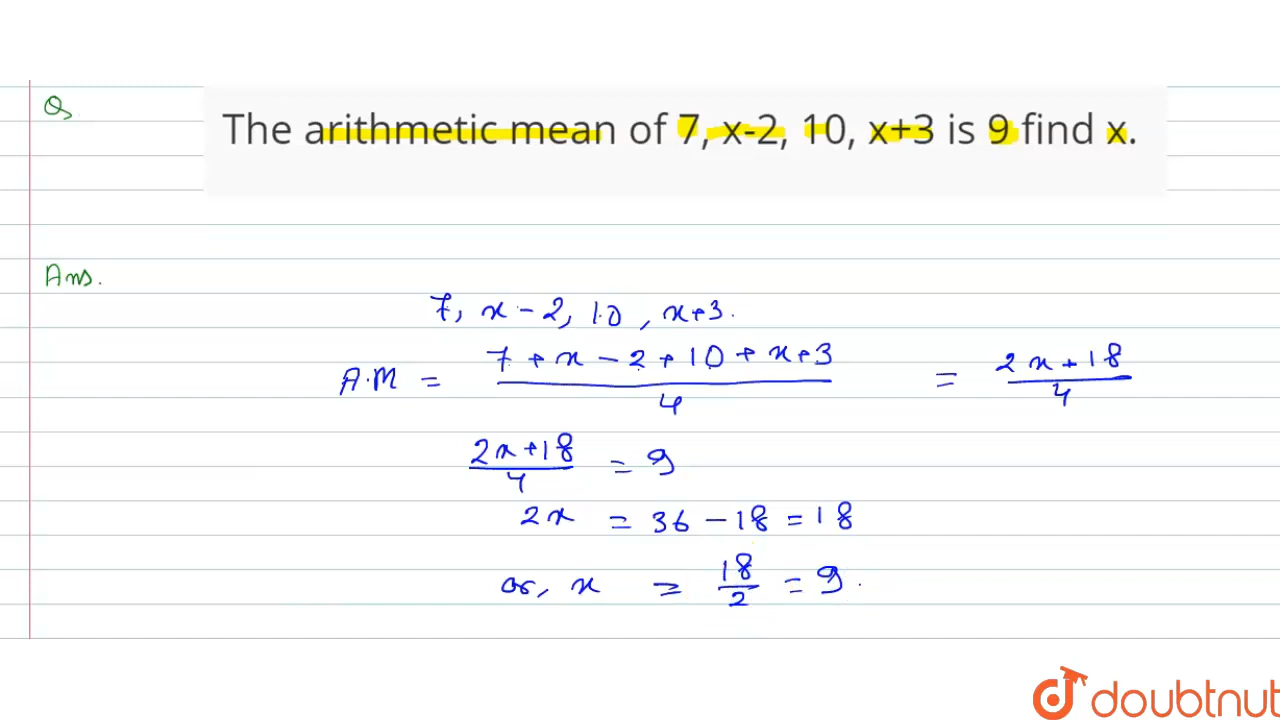 Q.
The arithmetic mean of 7, x-2, 10, x+3 is 9 find x.
Ans.
7, x - 2, 10, x+3.
A.M = 7 + x - 2 + 10 + x + 3 / 4 = 2x + 18 / 4
2x + 18 / 4 = 9
2x = 36 - 18 = 18
or, x = 18 / 2 = 9.
doubtnut